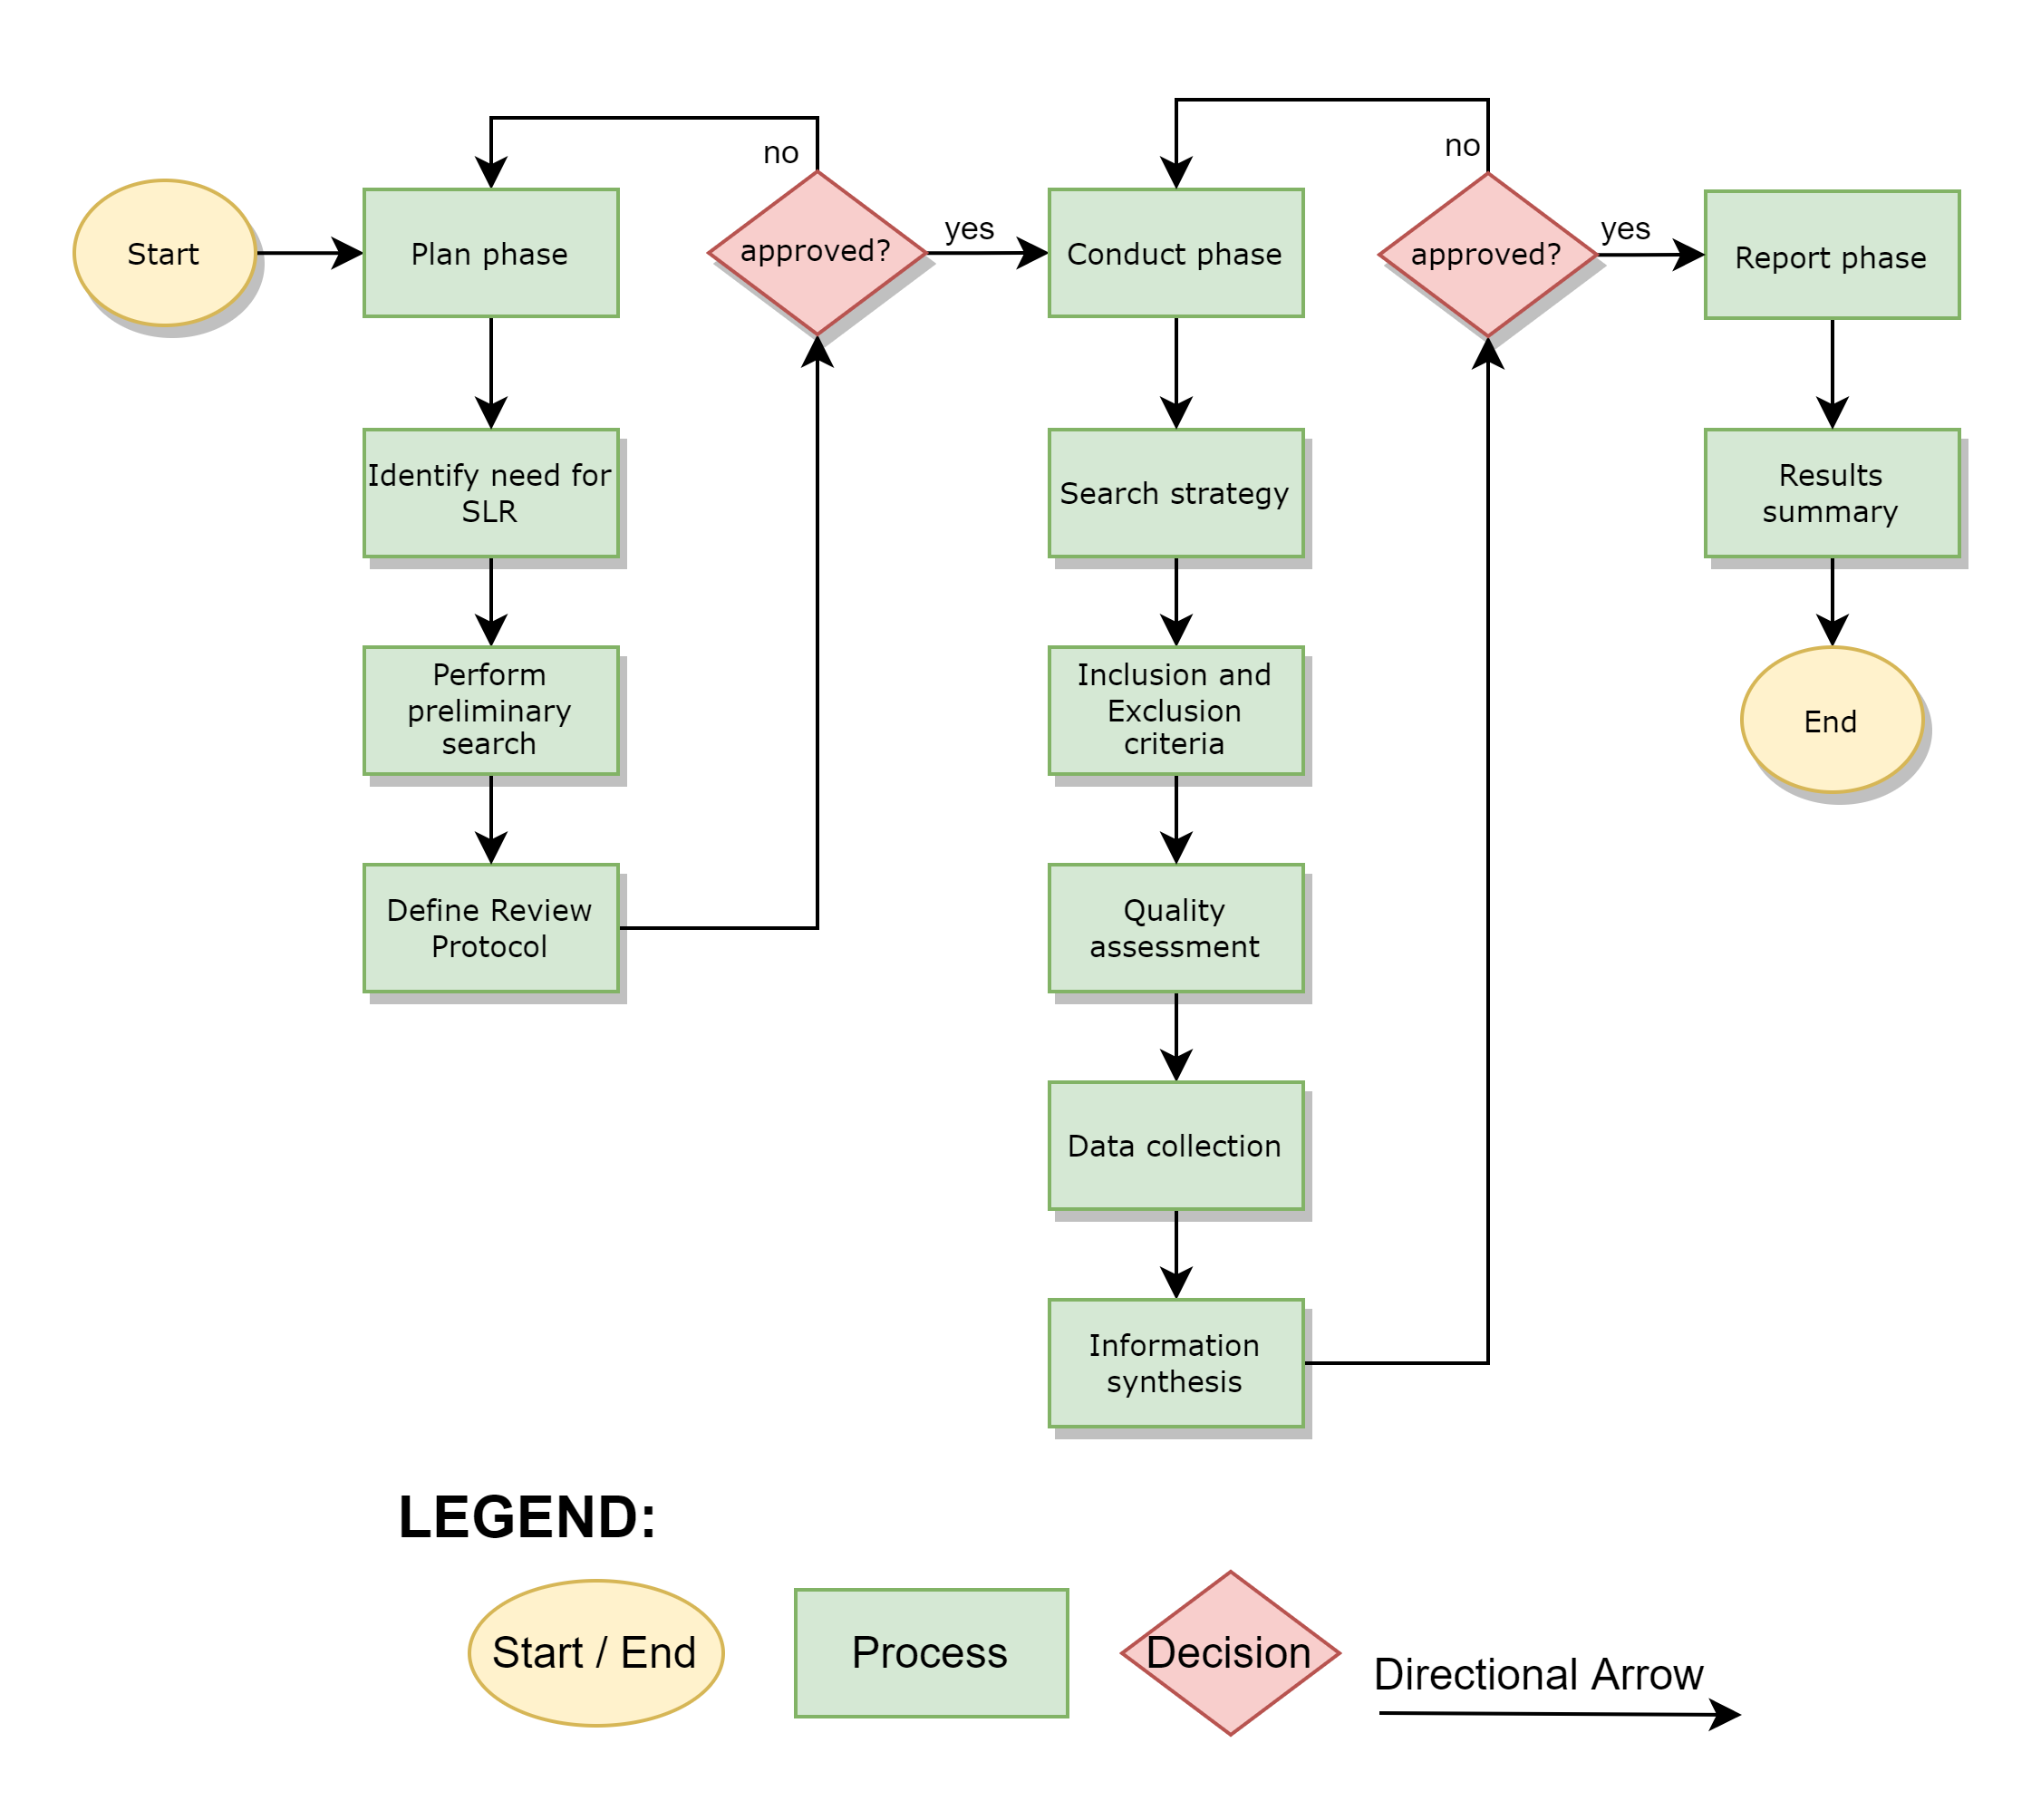 Start
Plan phase
Identify need for
SLR
Perform
preliminary
search
Define Review
Protocol
no
approved?
yes
Conduct phase
Search strategy
Inclusion and
Exclusion
criteria
Quality
assessment
Data collection
Information
synthesis
no
approved?
yes
Report phase
Results
summary
End
LEGEND:
Start / End
Process
Decision
Directional Arrow